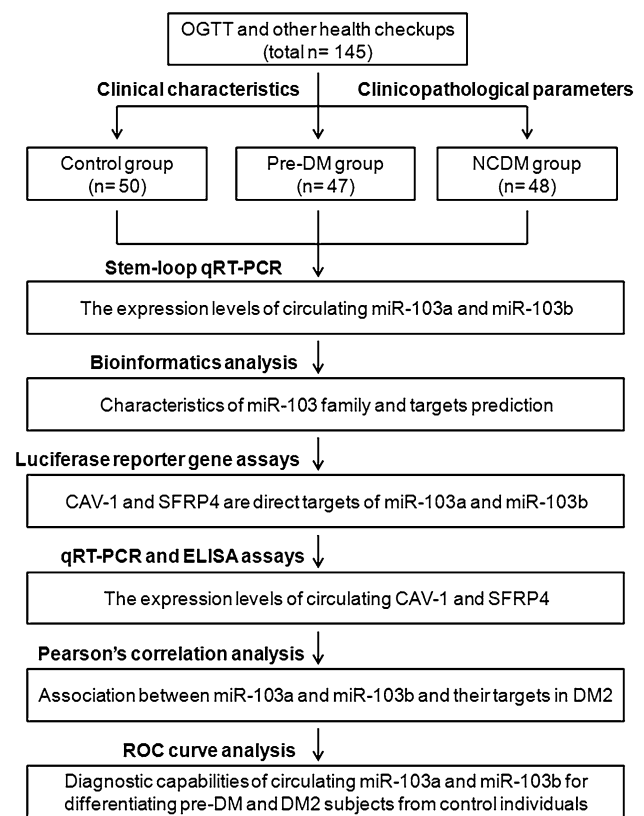 OGTT and other health checkups
(total n= 145)
Clinical characteristics
Clinicopathological parameters
Control group
(n= 50)
Pre-DM group
(n= 47)
NCDM group
(n= 48)
Stem-loop qRT-PCR
The expression levels of circulating miR-103a and miR-103b
Bioinformatics analysis
Characteristics of miR-103 family and targets prediction
Luciferase reporter gene assays
CAV-1 and SFRP4 are direct targets of miR-103a and miR-103b
qRT-PCR and ELISA assays
The expression levels of circulating CAV-1 and SFRP4
Pearson's correlation analysis
Association between miR-103a and miR-103b and their targets in DM2
ROC curve analysis
Diagnostic capabilities of circulating miR-103a and miR-103b for
differentiating pre-DM and DM2 subjects from control individuals